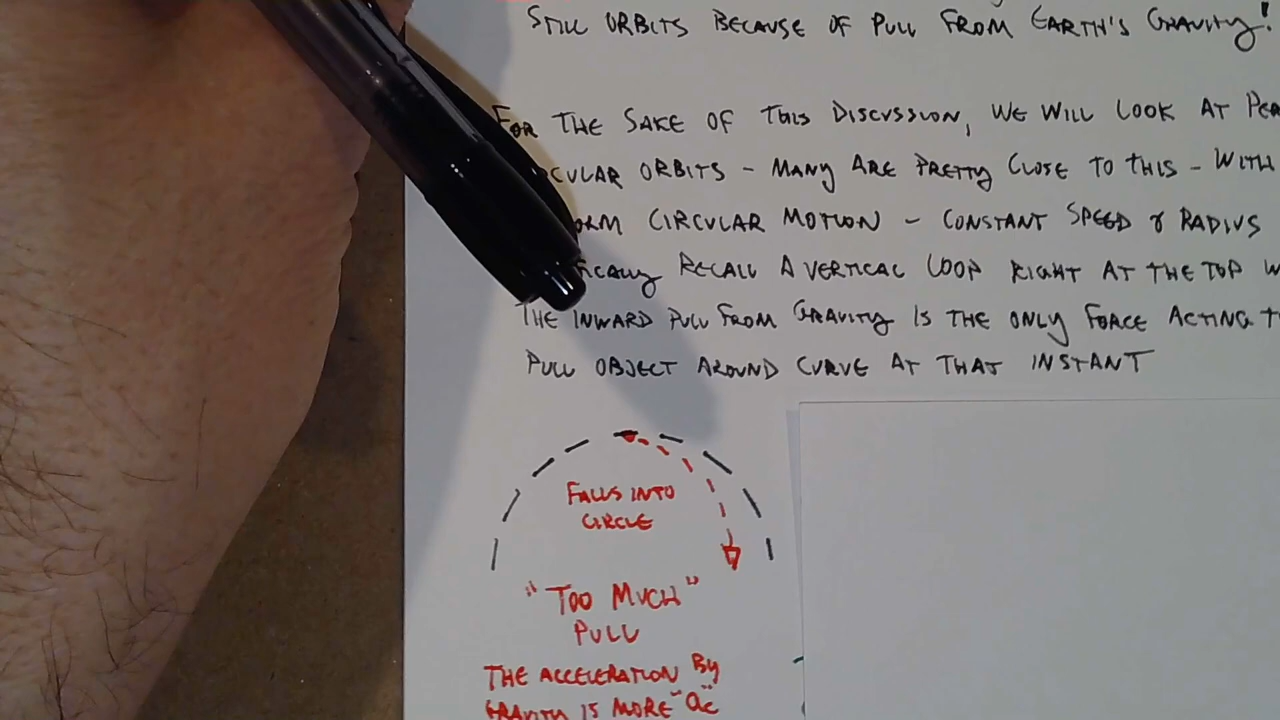 STILL ORBITS BECAUSE OF PULL FROM EARTH'S GRAVITY!
FOR THE SAKE OF THIS DISCUSSION, WE WILL LOOK AT
ORBITS - MANY ARE PRETTY CLOSE TO THIS - WITH
CIRCULAR MOTION - CONSTANT SPEED & RADIUS
RECALL A VERTICAL LOOP RIGHT AT THE TOP
THE INWARD PULL FROM GRAVITY IS THE ONLY FORCE ACTING
PULL OBJECT AROUND CURVE AT THAT INSTANT
FALLS INTO
CIRCLE
"TOO MUCH"
PULL
THE ACCELERATION BY
GRAVITY IS MORE "ac"